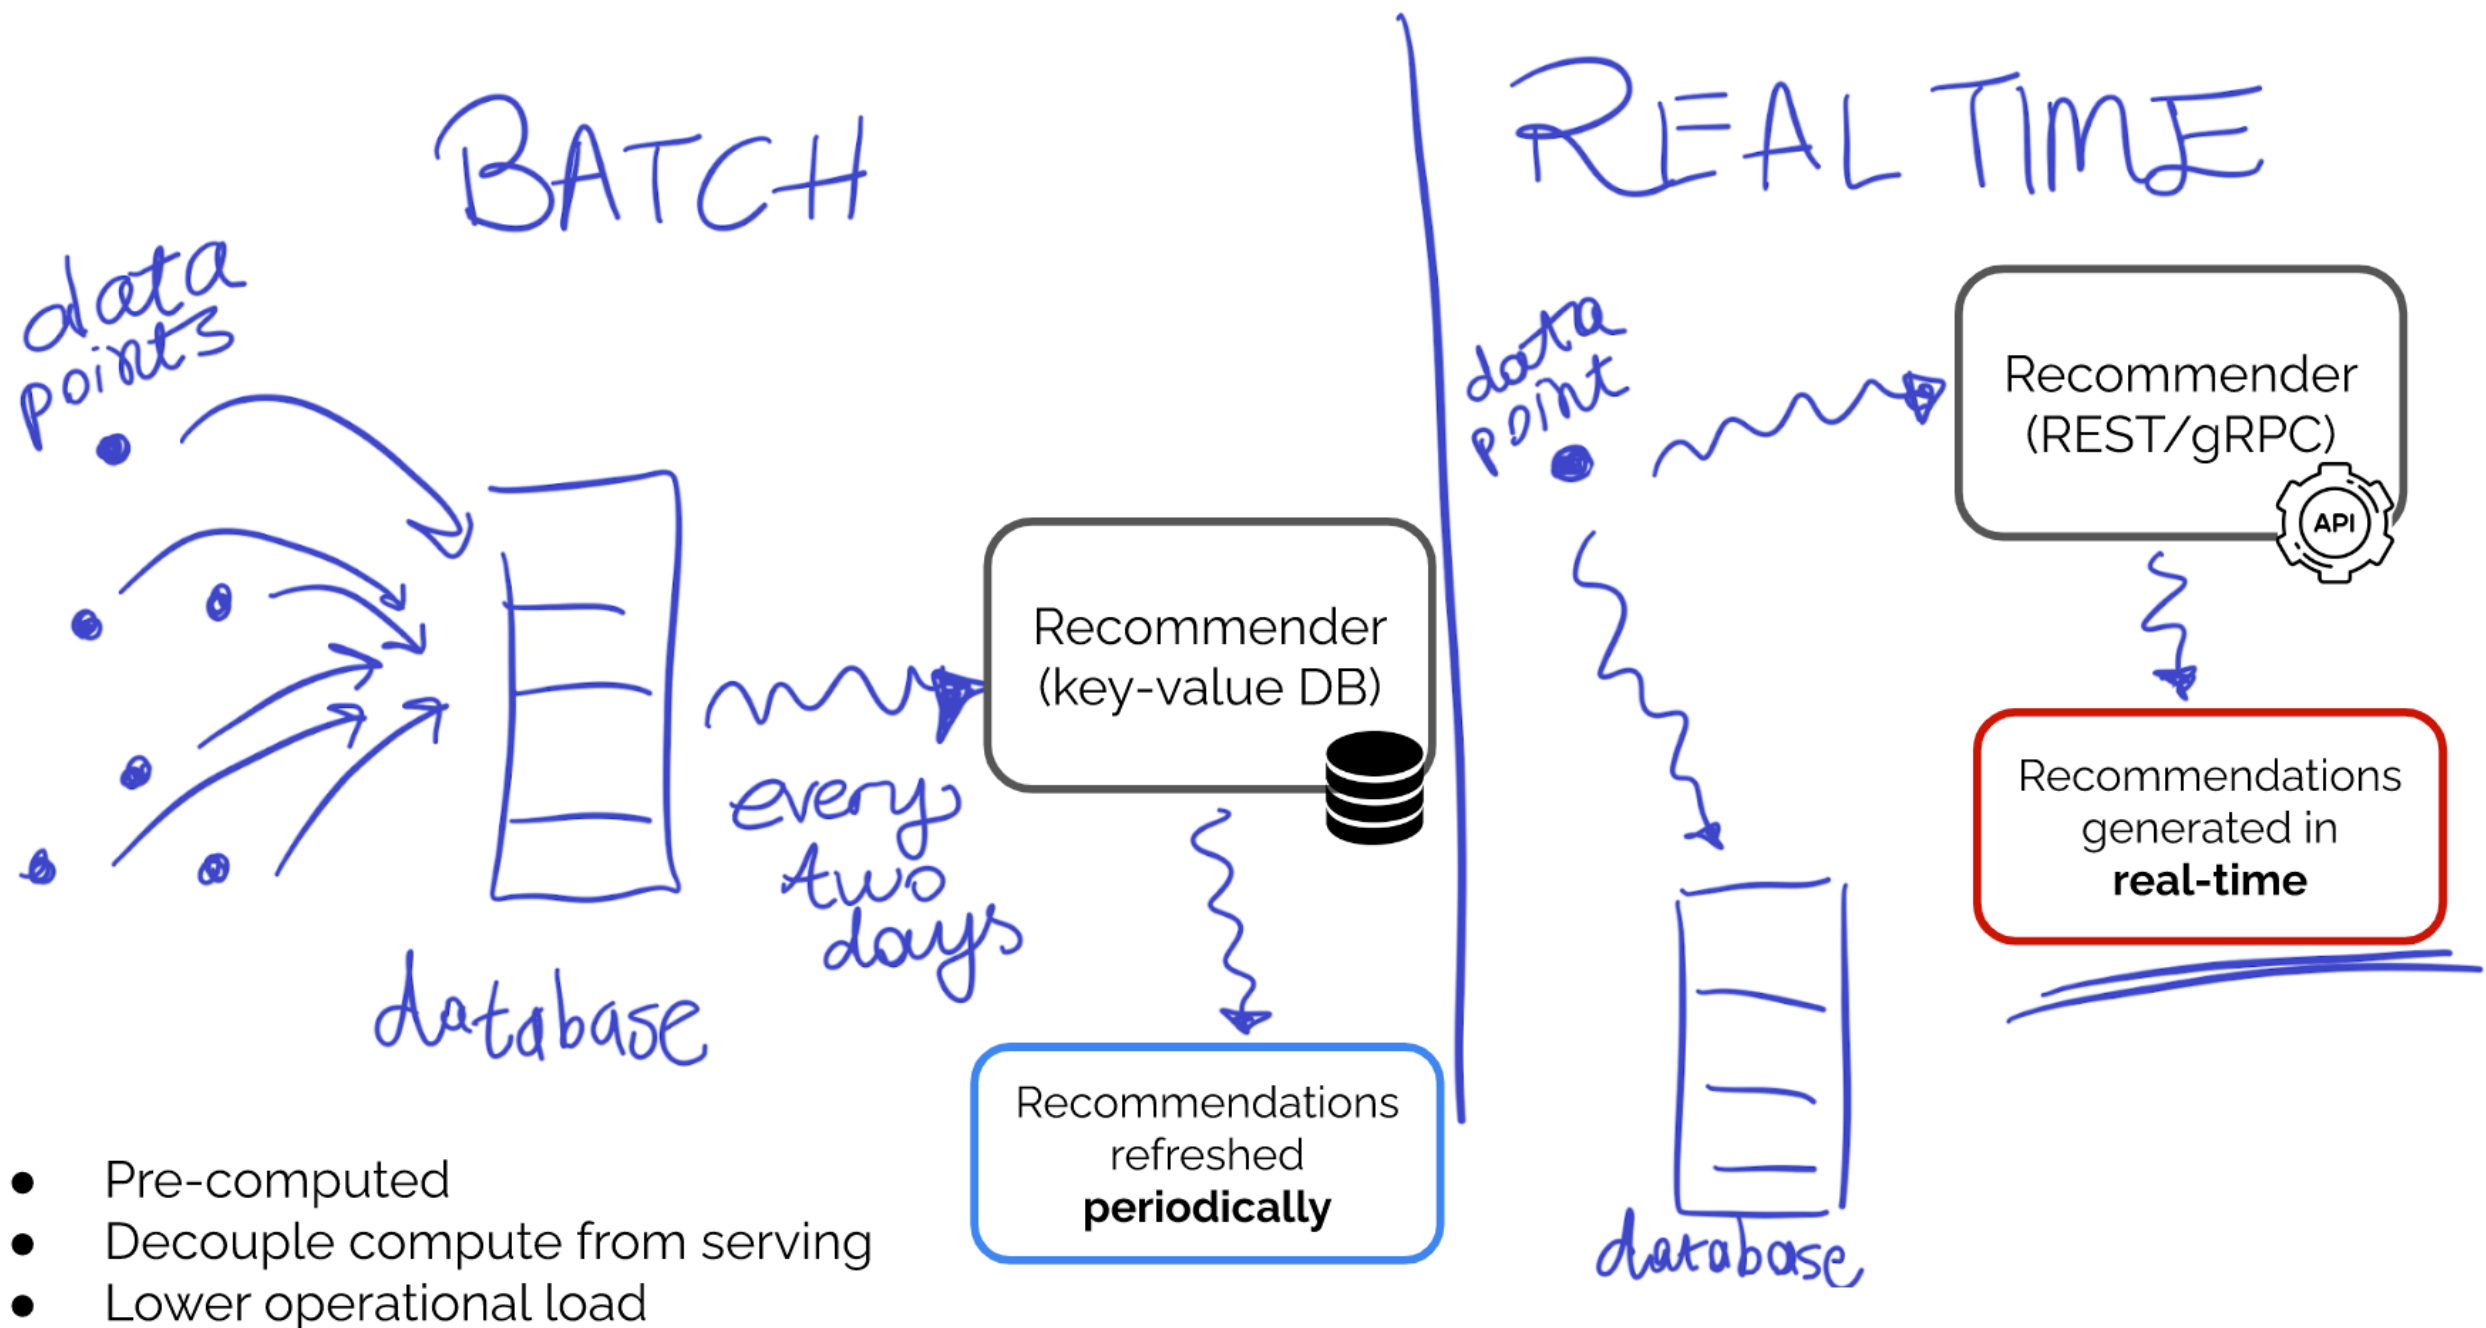 BATCH
data
points
database
every
two
days
Recommender
(key-value DB)
Recommendations
refreshed
periodically
● Pre-computed
● Decouple compute from serving
● Lower operational load
REAL TIME
data
point
Recommender
(REST/gRPC)
API
Recommendations
generated in
real-time
database